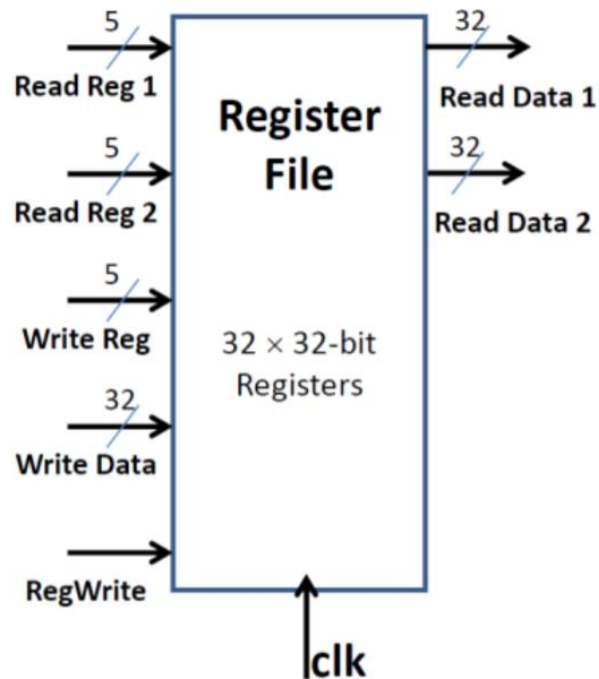 5
Read Reg 1
5
Read Reg 2
5
Write Reg
32
Write Data
RegWrite
Register
File
32 × 32-bit
Registers
clk
32
Read Data 1
32
Read Data 2